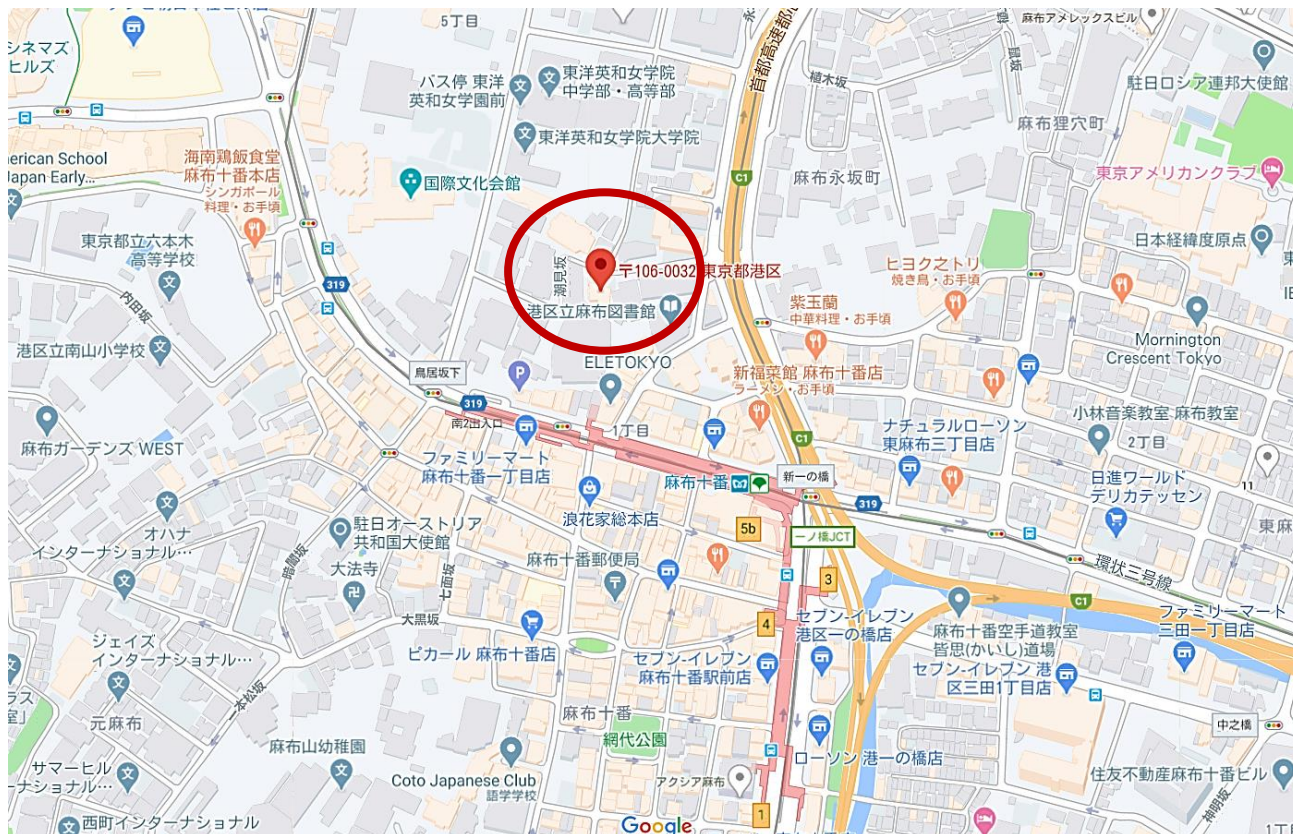 5丁目
麻布アメレックスビル
シネマズ
ヒルズ
バス停 東洋
英和女学園前
東洋英和女学院
中学部・高等部
首都高速都心
植木坂
鼠坂
駐日ロシア連邦大使館
東洋英和女学院大学院
麻布狸穴町
American School
Japan Early...
海南鶏飯食堂
麻布十番本店
シンガポール
料理・お手頃
国際文化会館
C1
麻布永坂町
東京アメリカンクラブ
東京都立六本木
高等学校
内田坂
319
潮見坂
〒106-0032 東京都港区
日本経緯度原点
ヒヨク之トリ
焼き鳥・お手頃
港区立麻布図書館
紫玉蘭
中華料理・お手頃
港区立南山小学校
鳥居坂下
P
ELETOKYO
Mornington
Crescent Tokyo
新福菜館 麻布十番店
ラーメン・お手頃
319
南2出入口
1丁目
麻布ガーデンズ WEST
ファミリーマート
麻布十番一丁目店
C1
ナチュラルローソン
東麻布三丁目店
小林音楽教室 麻布教室
2丁目
麻布十番
新一の橋
319
日進ワールド
デリカテッセン
11
浪花家総本店
5b
一ノ橋JCT
オハナ
インターナショナル…
駐日オーストリア
共和国大使館
暗闇坂
大法寺
七面坂
麻布十番郵便局
3
環状三号線
C1
大黒坂
4
セブン-イレブン
港区一の橋店
麻布十番空手道教室
皆思(かいし)道場
ファミリーマート
三田一丁目店
ジェイズ
インターナショナル…
ピカール 麻布十番店
セブン-イレブン
麻布十番駅前店
セブン-イレブン 港
区三田1丁目店
一本松坂
元麻布
麻布十番
中之橋
麻布山幼稚園
網代公園
ローソン 港一の橋店
サマーヒル
ーナショナル…
Coto Japanese Club
語学学校
アクシア麻布
住友不動産麻布十番ビル
神明坂
西町インターナショナル
Google
1